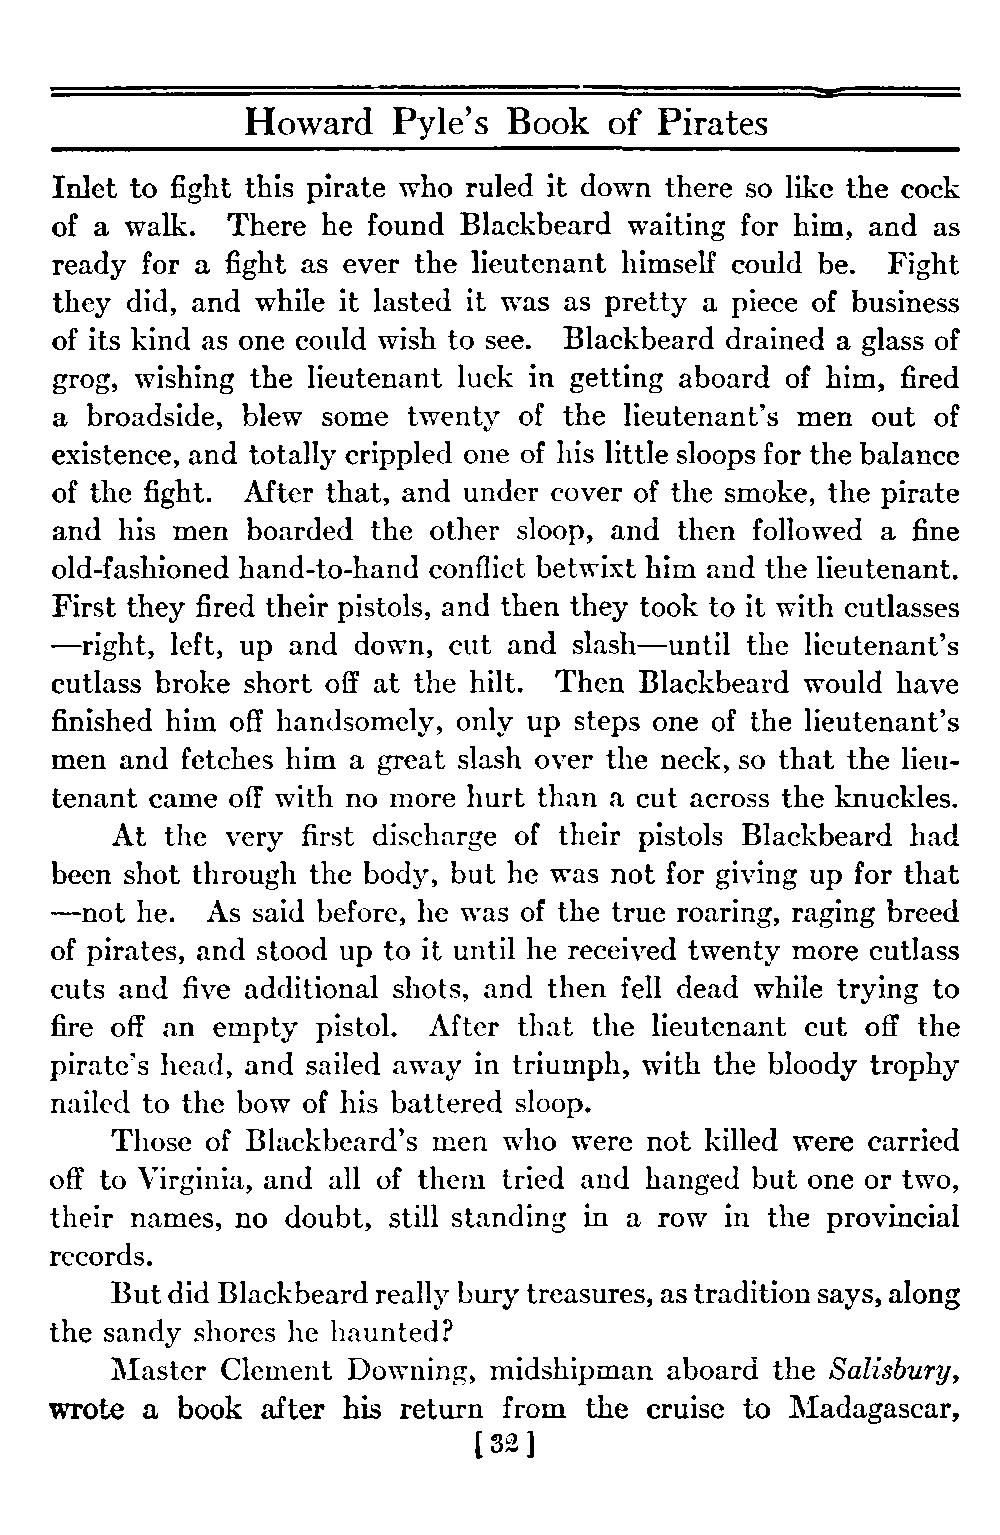 Howard Pyle's Book of Pirates
Inlet to fight this pirate who ruled it down there so like the cock
of a walk. There he found Blackbeard waiting for him, and as
ready for a fight as ever the lieutenant himself could be. Fight
they did, and while it lasted it was as pretty a piece of business
of its kind as one could wish to see. Blackbeard drained a glass of
grog, wishing the lieutenant luck in getting aboard of him, fired
a broadside, blew some twenty of the lieutenant's men out of
existence, and totally crippled one of his little sloops for the balance
of the fight. After that, and under cover of the smoke, the pirate
and his men boarded the other sloop, and then followed a fine
old-fashioned hand-to-hand conflict betwixt him and the lieutenant.
First they fired their pistols, and then they took to it with cutlasses
—right, left, up and down, cut and slash—until the lieutenant's
cutlass broke short off at the hilt. Then Blackbeard would have
finished him off handsomely, only up steps one of the lieutenant's
men and fetches him a great slash over the neck, so that the lieu-
tenant came off with no more hurt than a cut across the knuckles.
At the very first discharge of their pistols Blackbeard had
been shot through the body, but he was not for giving up for that
—not he. As said before, he was of the true roaring, raging breed
of pirates, and stood up to it until he received twenty more cutlass
cuts and five additional shots, and then fell dead while trying to
fire off an empty pistol. After that the lieutenant cut off the
pirate's head, and sailed away in triumph, with the bloody trophy
nailed to the bow of his battered sloop.
Those of Blackbeard's men who were not killed were carried
off to Virginia, and all of them tried and hanged but one or two,
their names, no doubt, still standing in a row in the provincial
records.
But did Blackbeard really bury treasures, as tradition says, along
the sandy shores he haunted?
Master Clement Downing, midshipman aboard the Salisbury,
wrote a book after his return from the cruise to Madagascar,
[32]